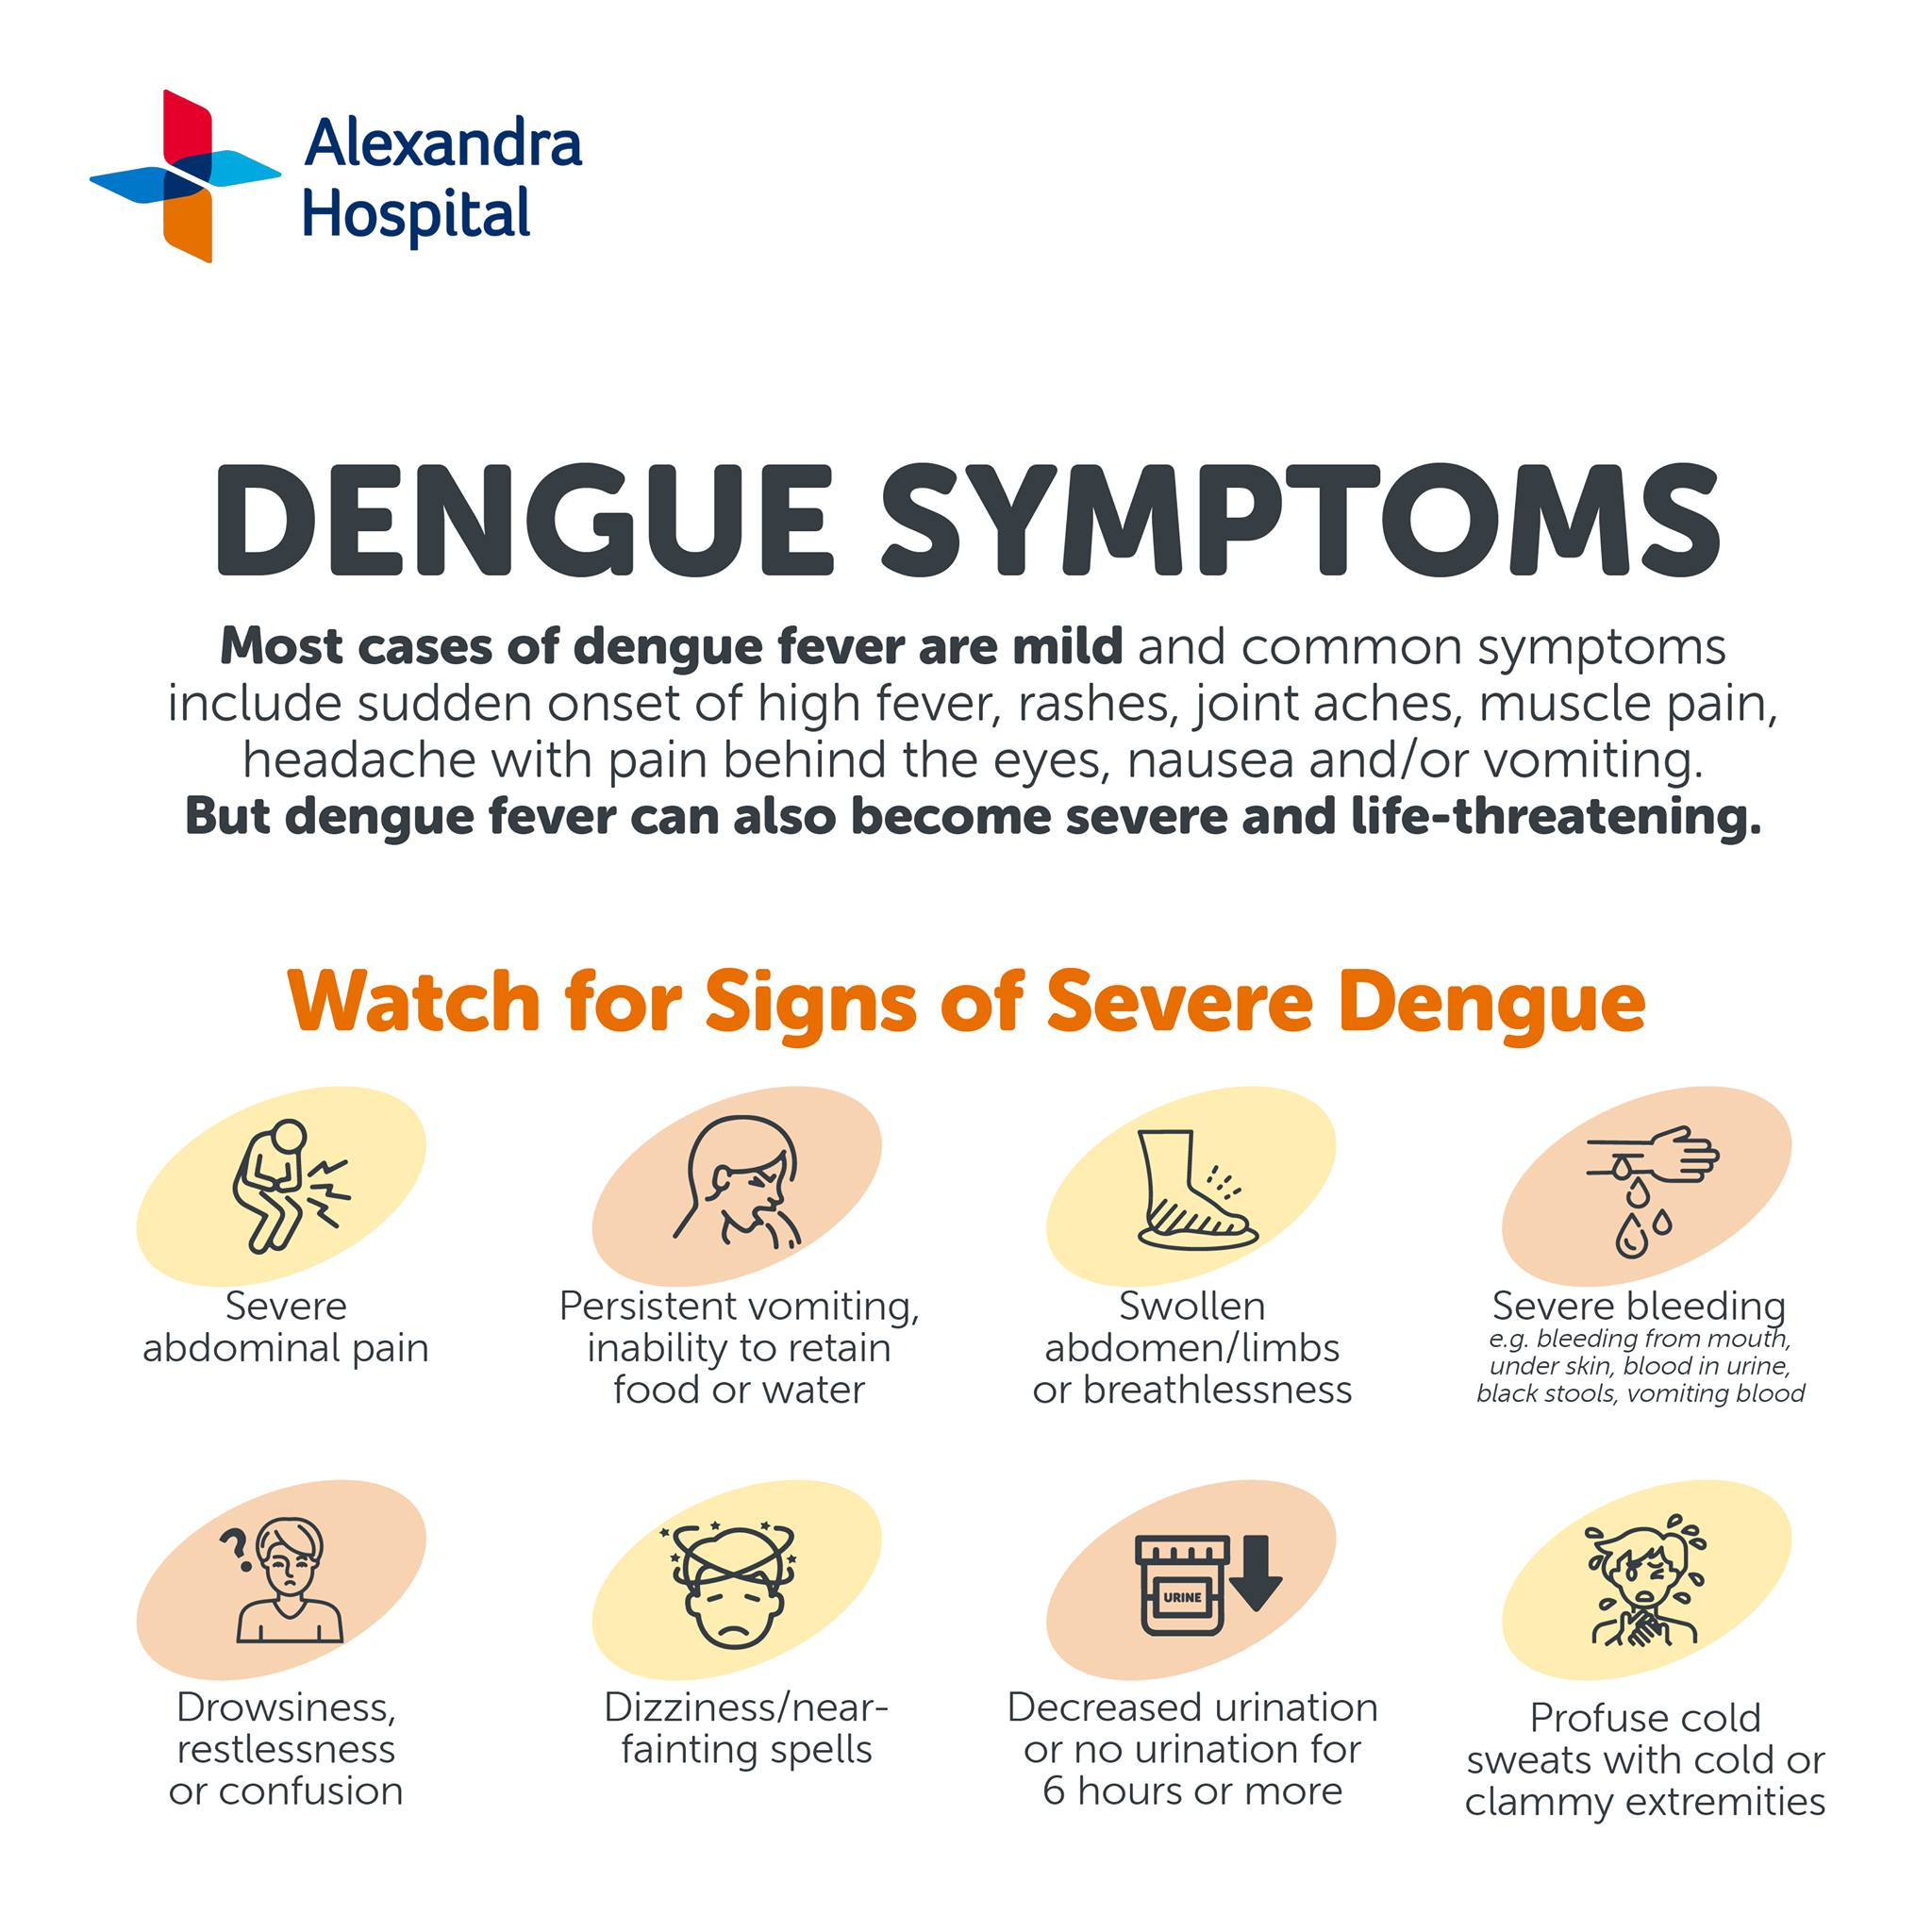 Alexandra
Hospital
DENGUE SYMPTOMS
Most cases of dengue fever are mild and common symptoms
include sudden onset of high fever, rashes, joint aches, muscle pain,
headache with pain behind the eyes, nausea and/or vomiting.
But dengue fever can also become severe and life-threatening.
Watch for Signs of Severe Dengue
Severe
abdominal pain
Persistent vomiting,
inability to retain
food or water
Swollen
abdomen/limbs
or breathlessness
Severe bleeding
e.g. bleeding from mouth,
under skin, blood in urine,
black stools, vomiting blood
?
Drowsiness,
restlessness
or confusion
Dizziness/near-
fainting spells
URINE
Decreased urination
or no urination for
6 hours or more
Profuse cold
sweats with cold or
clammy extremities